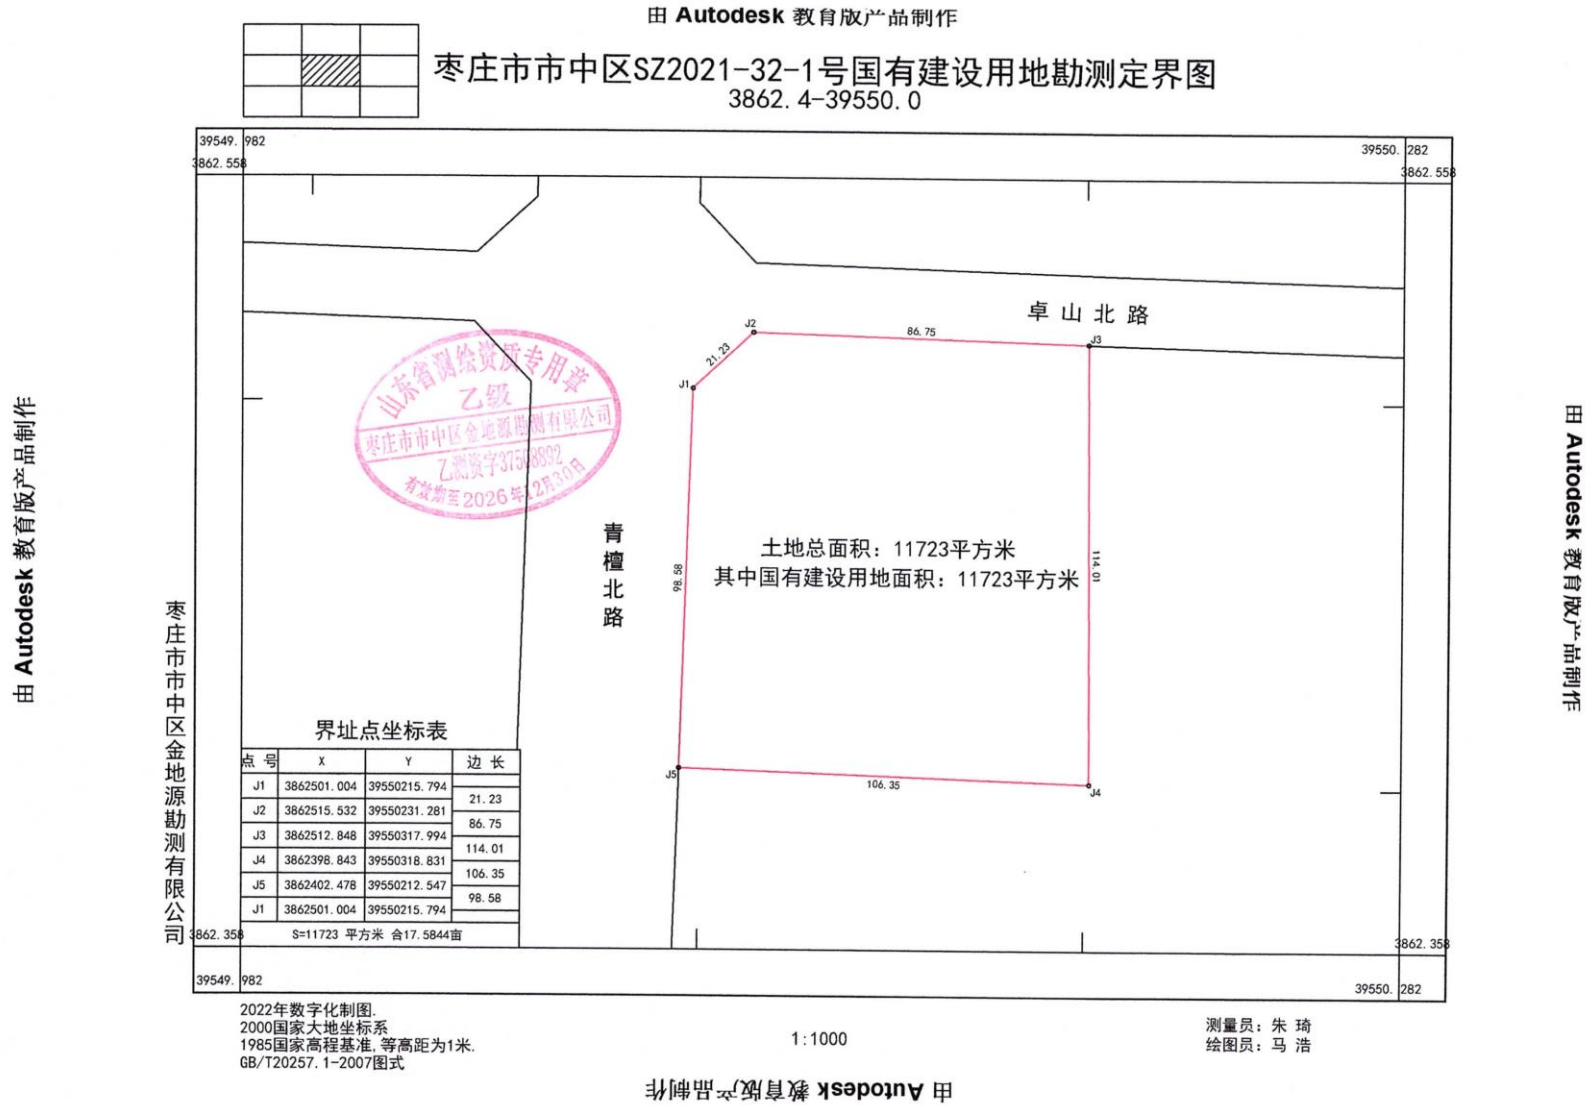 由 Autodesk 教育版产品制作
枣庄市市中区SZ2021-32-1号国有建设用地勘测定界图
3862.4-39550.0
39549.982
3862.558
39550.282
3862.558
卓山北路
J2
86.75
J3
21.23
J1
山东省测绘资质专用章
乙级
枣庄市市中区金地源勘测有限公司
乙测资字37508892
有效期至2026年12月30日
青檀北路
98.58
土地总面积：11723平方米
其中国有建设用地面积：11723平方米
114.01
J5
106.35
J4
由 Autodesk 教育版产品制作
由 Autodesk 教育版产品制作
枣庄市市中区金地源勘测有限公司
界址点坐标表
点号 X Y 边长
J1 3862501.004 39550215.794
21.23
J2 3862515.532 39550231.281
86.75
J3 3862512.848 39550317.994
114.01
J4 3862398.843 39550318.831
106.35
J5 3862402.478 39550212.547
98.58
J1 3862501.004 39550215.794
S=11723 平方米 合17.5844亩
3862.358
39549.982
3862.358
39550.282
2022年数字化制图.
2000国家大地坐标系
1985国家高程基准,等高距为1米.
GB/T20257.1-2007图式
1:1000
测量员：朱 琦
绘图员：马 浩
由 Autodesk 教育版产品制作